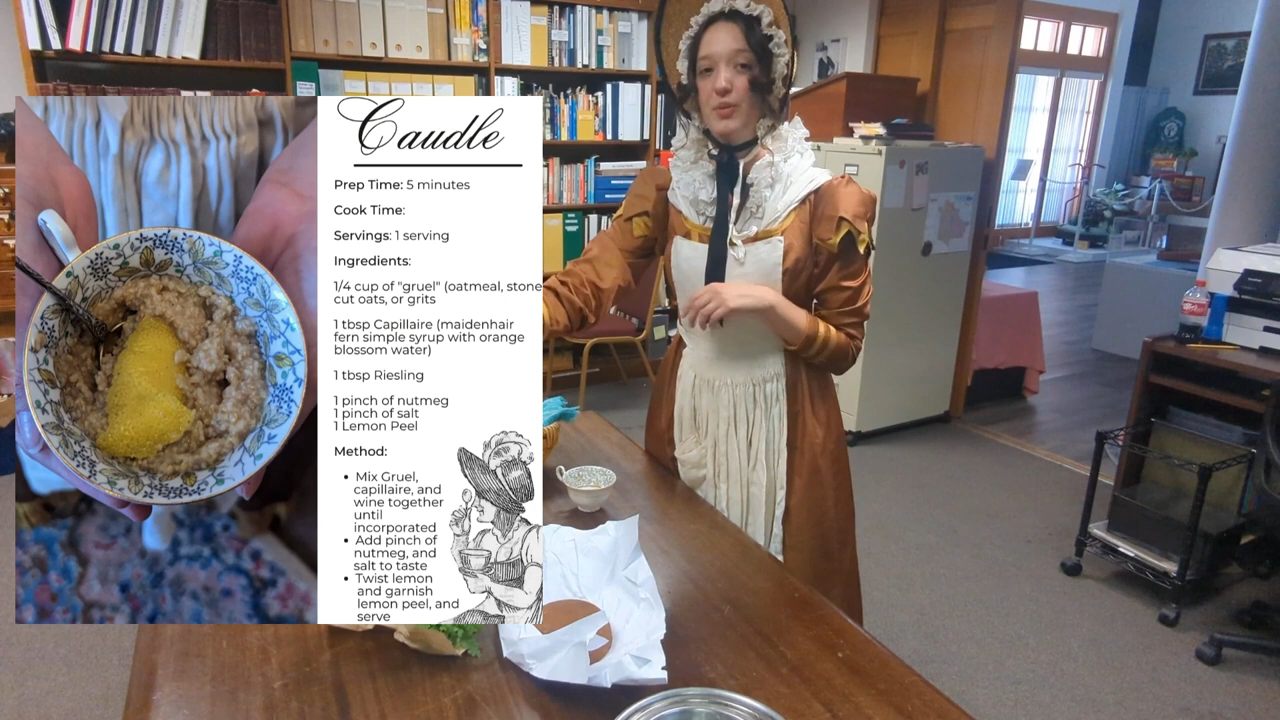 Caudle
Prep Time: 5 minutes
Cook Time:
Servings: 1 serving
Ingredients:
1/4 cup of "gruel" (oatmeal, stone
cut oats, or grits
1 tbsp Capillaire (maidenhair
fern simple syrup with orange
blossom water)
1 tbsp Riesling
1 pinch of nutmeg
1 pinch of salt
1 Lemon Peel
Method:
• Mix Gruel,
capillaire, and
wine together
until
incorporated
• Add pinch of
nutmeg, and
salt to taste
• Twist lemon
and garnish
lemon peel, and
serve